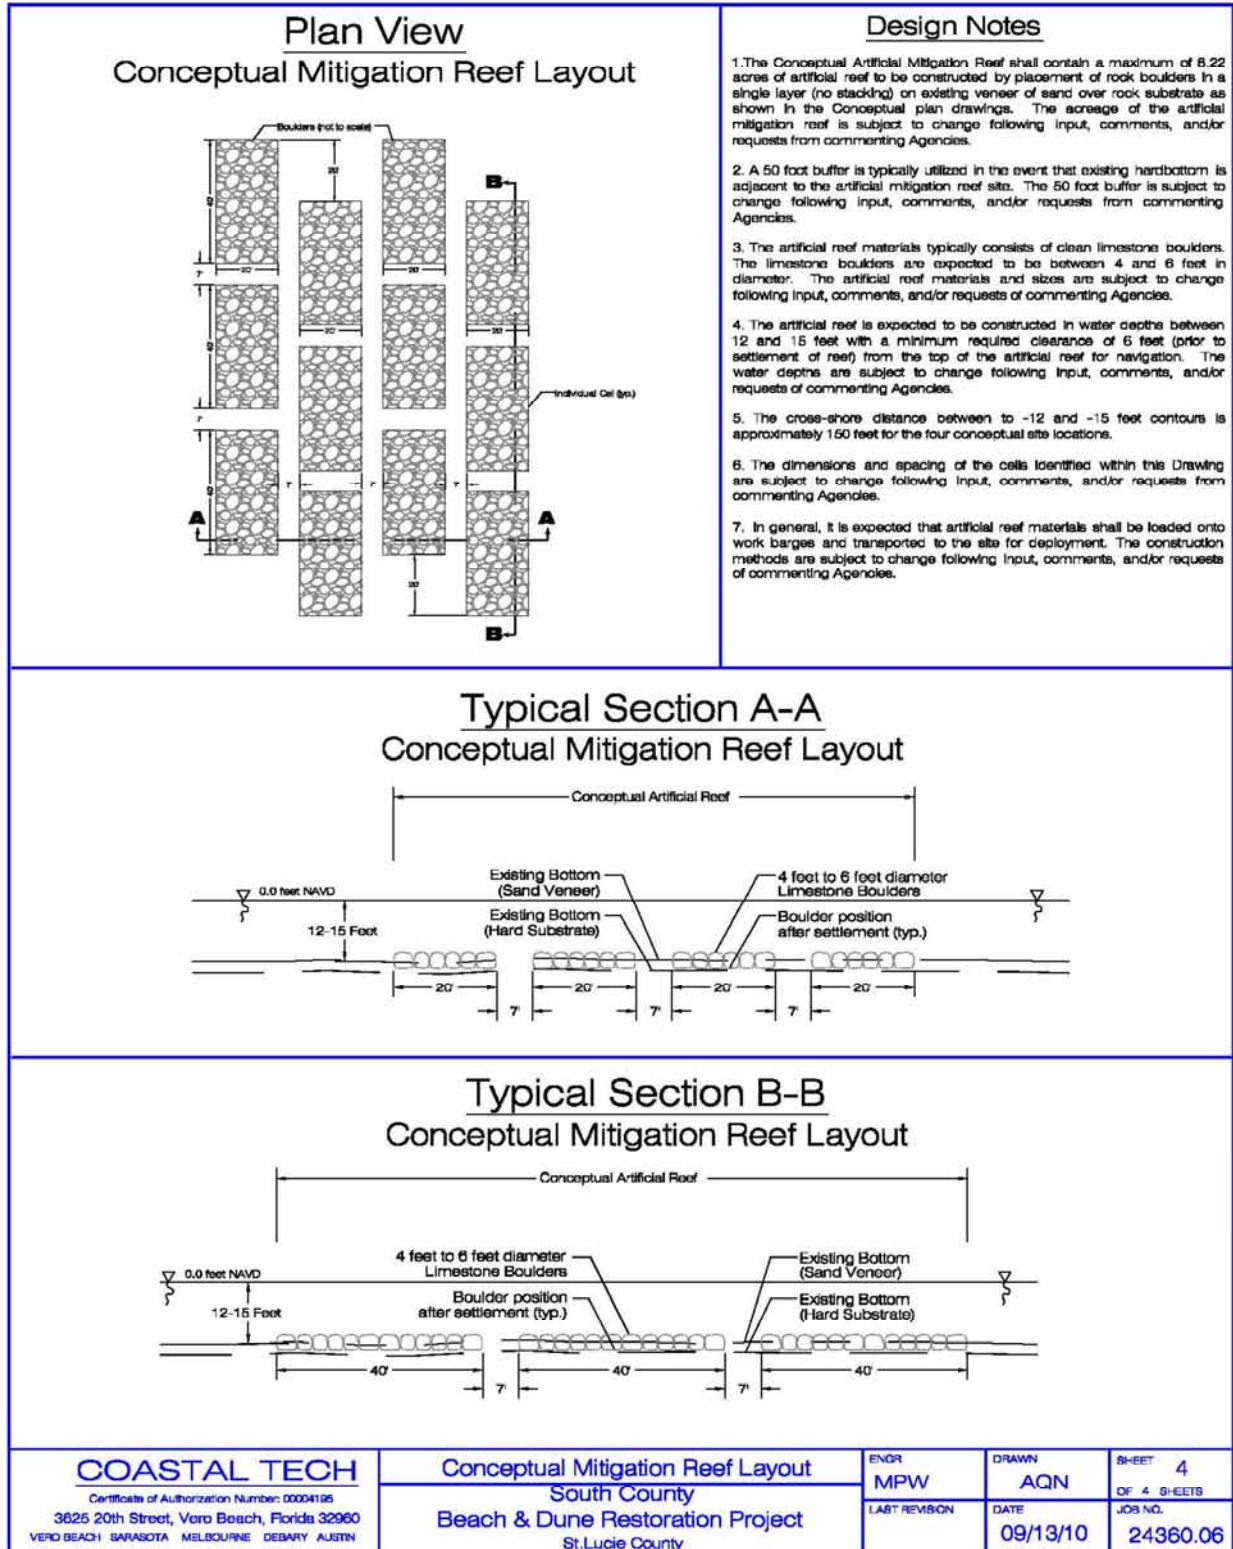 Plan View
Conceptual Mitigation Reef Layout
Boulders (not to scale)
20'
B
40'
20'
20'
7'
20'
20'
40'
Individual Cell (typ.)
7'
40'
7'
7'
7'
A
A
20'
B
Design Notes
1.The Conceptual Artificial Mitigation Reef shall contain a maximum of 6.22
acres of artificial reef to be constructed by placement of rock boulders in a
single layer (no stacking) on existing veneer of sand over rock substrate as
shown in the Conceptual plan drawings. The acreage of the artificial
mitigation reef is subject to change following input, comments, and/or
requests from commenting Agencies.
2. A 50 foot buffer is typically utilized in the event that existing hardbottom is
adjacent to the artificial mitigation reef site. The 50 foot buffer is subject to
change following input, comments, and/or requests from commenting
Agencies.
3. The artificial reef materials typically consists of clean limestone boulders.
The limestone boulders are expected to be between 4 and 6 feet in
diameter. The artificial reef materials and sizes are subject to change
following input, comments, and/or requests of commenting Agencies.
4. The artificial reef is expected to be constructed in water depths between
12 and 15 feet with a minimum required clearance of 6 feet (prior to
settlement of reef) from the top of the artificial reef for navigation. The
water depths are subject to change following input, comments, and/or
requests of commenting Agencies.
5. The cross-shore distance between to -12 and -15 feet contours is
approximately 150 feet for the four conceptual site locations.
6. The dimensions and spacing of the cells identified within this Drawing
are subject to change following input, comments, and/or requests from
commenting Agencies.
7. In general, it is expected that artificial reef materials shall be loaded onto
work barges and transported to the site for deployment. The construction
methods are subject to change following input, comments, and/or requests
of commenting Agencies.
Typical Section A-A
Conceptual Mitigation Reef Layout
Conceptual Artificial Reef
Existing Bottom
(Sand Veneer)
4 feet to 6 feet diameter
Limestone Boulders
0.0 feet NAVD
Existing Bottom
(Hard Substrate)
Boulder position
after settlement (typ.)
12-15 Feet
20'
20'
20'
20'
7'
7'
7'
Typical Section B-B
Conceptual Mitigation Reef Layout
Conceptual Artificial Reef
4 feet to 6 feet diameter
Limestone Boulders
Existing Bottom
(Sand Veneer)
0.0 feet NAVD
Boulder position
after settlement (typ.)
Existing Bottom
(Hard Substrate)
12-15 Feet
40'
40'
40'
7'
7'
COASTAL TECH
Certificate of Authorization Number: 00004195
3625 20th Street, Vero Beach, Florida 32960
VERO BEACH SARASOTA MELBOURNE DEBARY AUSTIN
Conceptual Mitigation Reef Layout
South County
Beach & Dune Restoration Project
St.Lucie County
ENGR
MPW
DRAWN
AQN
SHEET 4
OF 4 SHEETS
LAST REVISION
DATE
09/13/10
JOB NO.
24360.06